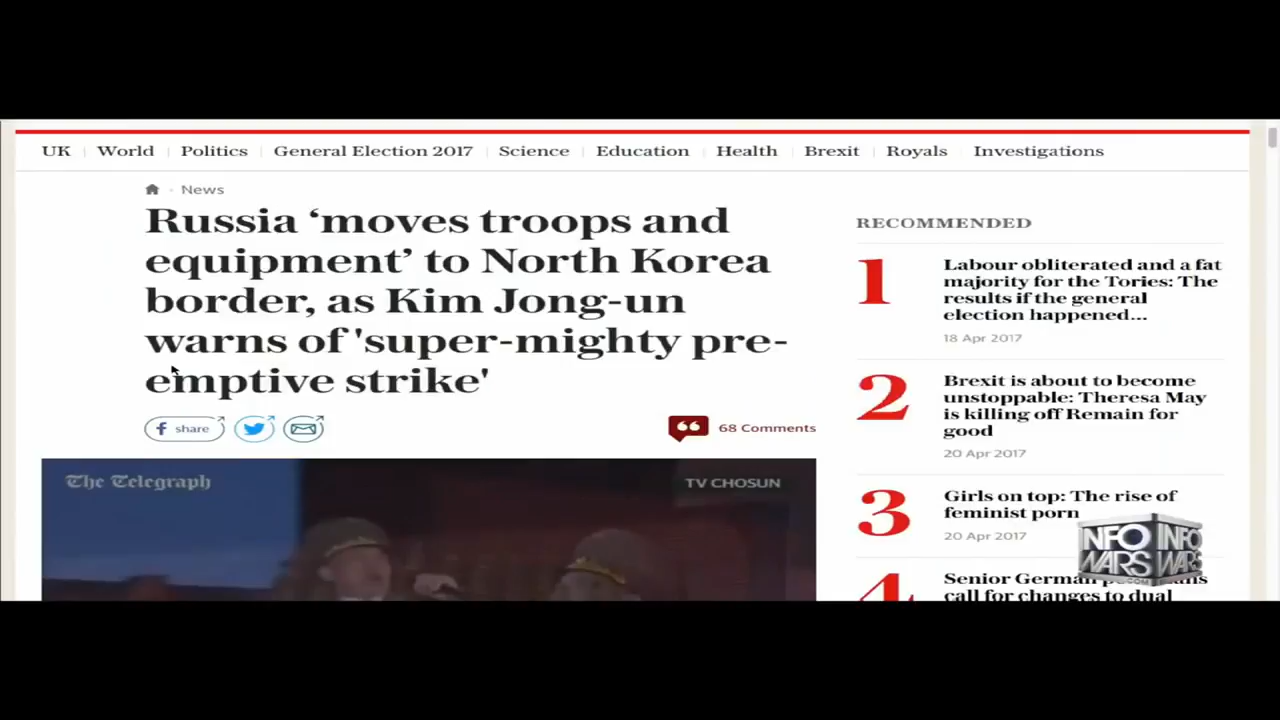 UK World Politics General Election 2017 Science Education Health Brexit Royals Investigations
News
Russia ‘moves troops and
equipment’ to North Korea
border, as Kim Jong-un
warns of 'super-mighty pre-
emptive strike'
share
68 Comments
The Telegraph
TV CHOSUN
RECOMMENDED
1
Labour obliterated and a fat
majority for the Tories: The
results if the general
election happened...
18 Apr 2017
2
Brexit is about to become
unstoppable: Theresa May
is killing off Remain for
good
20 Apr 2017
3
Girls on top: The rise of
feminist porn
20 Apr 2017
4
Senior German
call for changes to dual
INFO INFO
WARS WARS
.COM